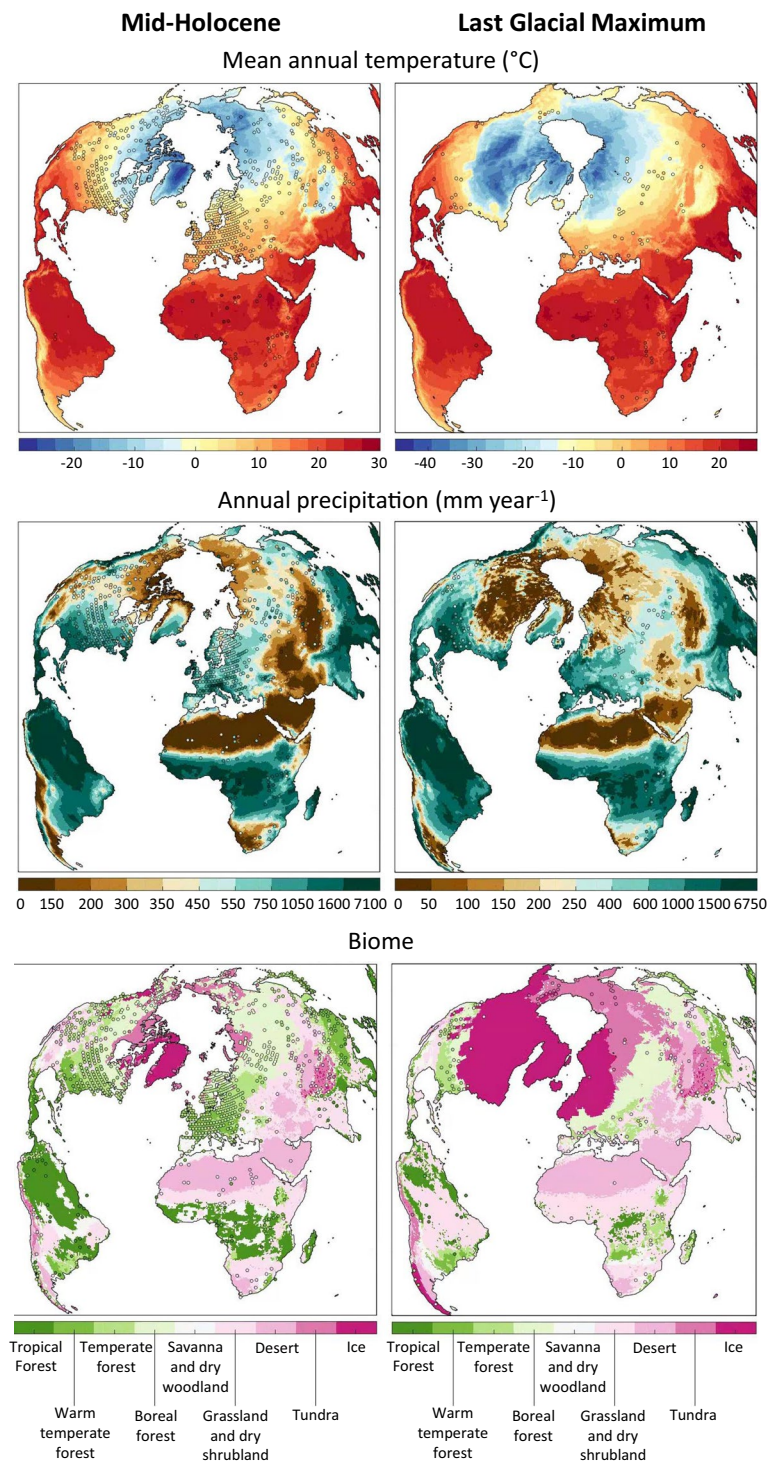 Mid-Holocene Last Glacial Maximum
Mean annual temperature (°C)
-20 -10 0 10 20 30 -40 -30 -20 -10 0 10 20
Annual precipitation (mm year-1)
0 150 200 350 450 550 750 1050 1600 7100 0 50 100 150 200 250 400 600 1000 1500 6750
Biome
Tropical Forest Temperate forest Savanna and dry woodland Desert Ice Tropical Forest Temperate forest Savanna and dry woodland Desert Ice
Warm temperate forest Boreal forest Grassland and dry shrubland Tundra Warm temperate forest Boreal forest Grassland and dry shrubland Tundra